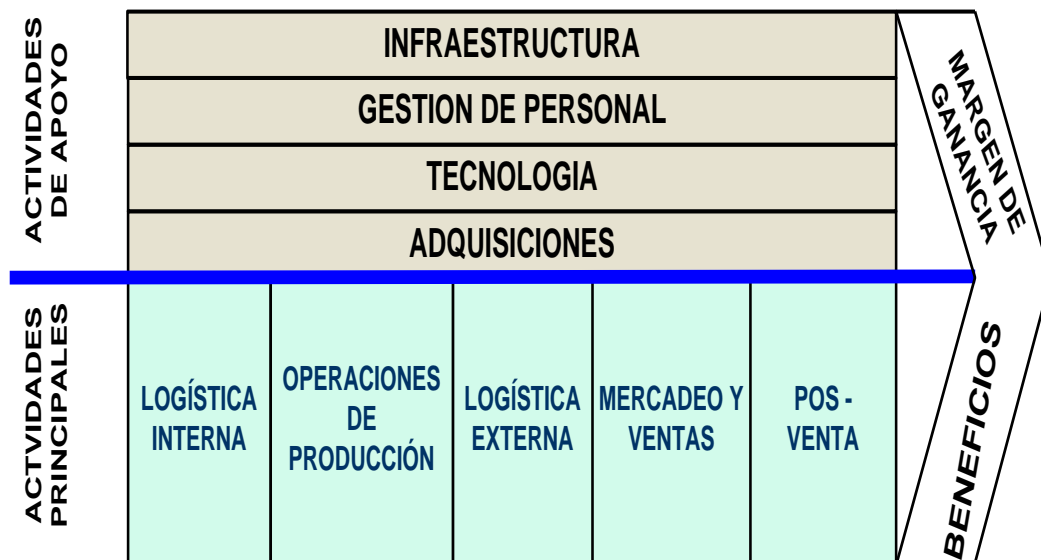 ACTIVIDADES
DE APOYO
INFRAESTRUCTURA
GESTION DE PERSONAL
TECNOLOGIA
ADQUISICIONES
MARGEN DE
GANANCIA
ACTVIDADES
PRINCIPALES
LOGÍSTICA
INTERNA
OPERACIONES
DE
PRODUCCIÓN
LOGÍSTICA
EXTERNA
MERCADEO Y
VENTAS
POS -
VENTA
BENEFICIOS